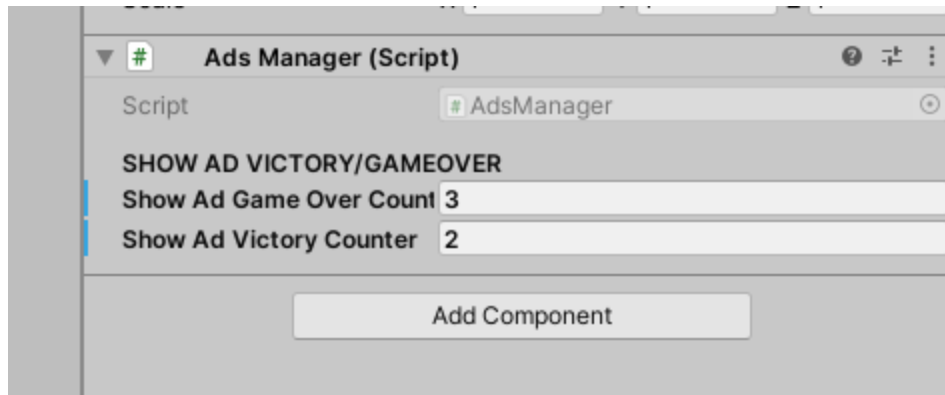 Ads Manager (Script)
Script # AdsManager
SHOW AD VICTORY/GAMEOVER
Show Ad Game Over Count 3
Show Ad Victory Counter 2
Add Component